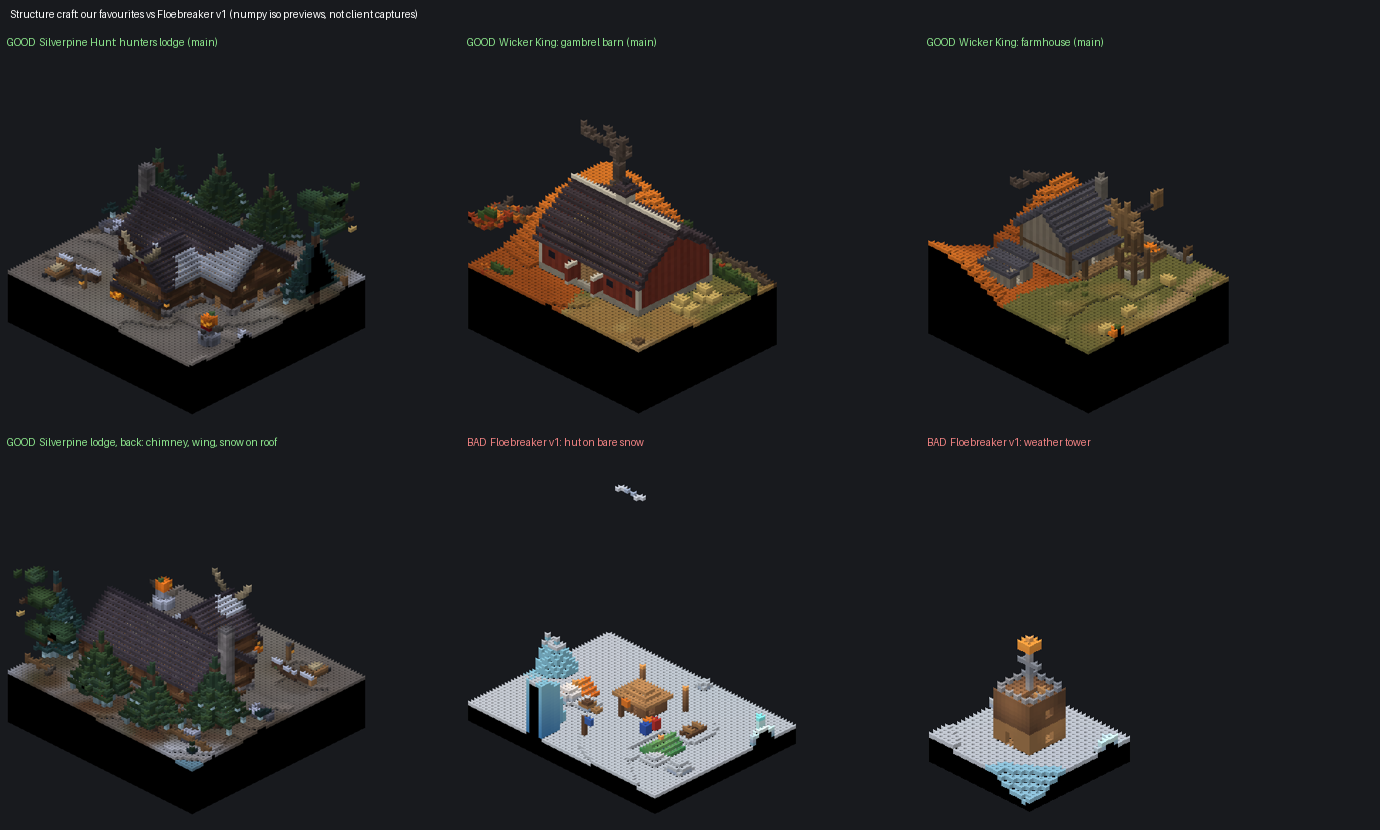 Structure craft: our favourites vs Floebreaker v1 (numpy iso previews, not client captures)
GOOD Silverpine Hunt: hunters lodge (main)
GOOD Wicker King: gambrel barn (main)
GOOD Wicker King: farmhouse (main)
GOOD Silverpine lodge, back: chimney, wing, snow on roof
BAD Floebreaker v1: hut on bare snow
BAD Floebreaker v1: weather tower